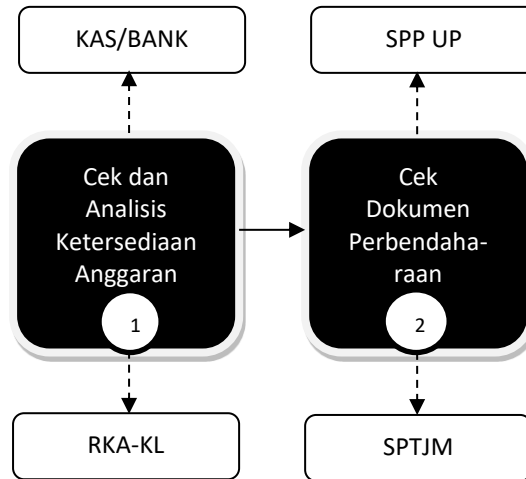 KAS/BANK
SPP UP
Cek dan
Analisis
Ketersediaan
Anggaran
1
Cek
Dokumen
Perbendaha-
raan
2
RKA-KL
SPTJM